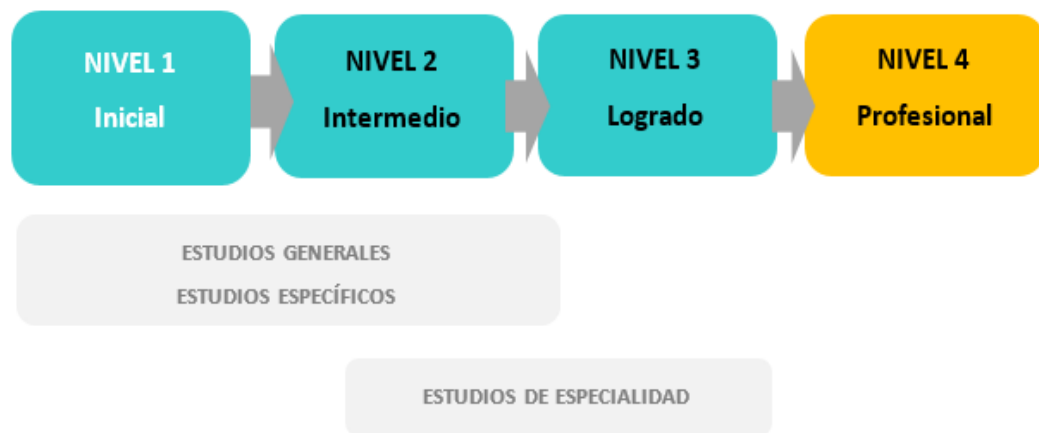 NIVEL 1
Inicial
NIVEL 2
Intermedio
NIVEL 3
Logrado
NIVEL 4
Profesional
ESTUDIOS GENERALES
ESTUDIOS ESPECÍFICOS
ESTUDIOS DE ESPECIALIDAD